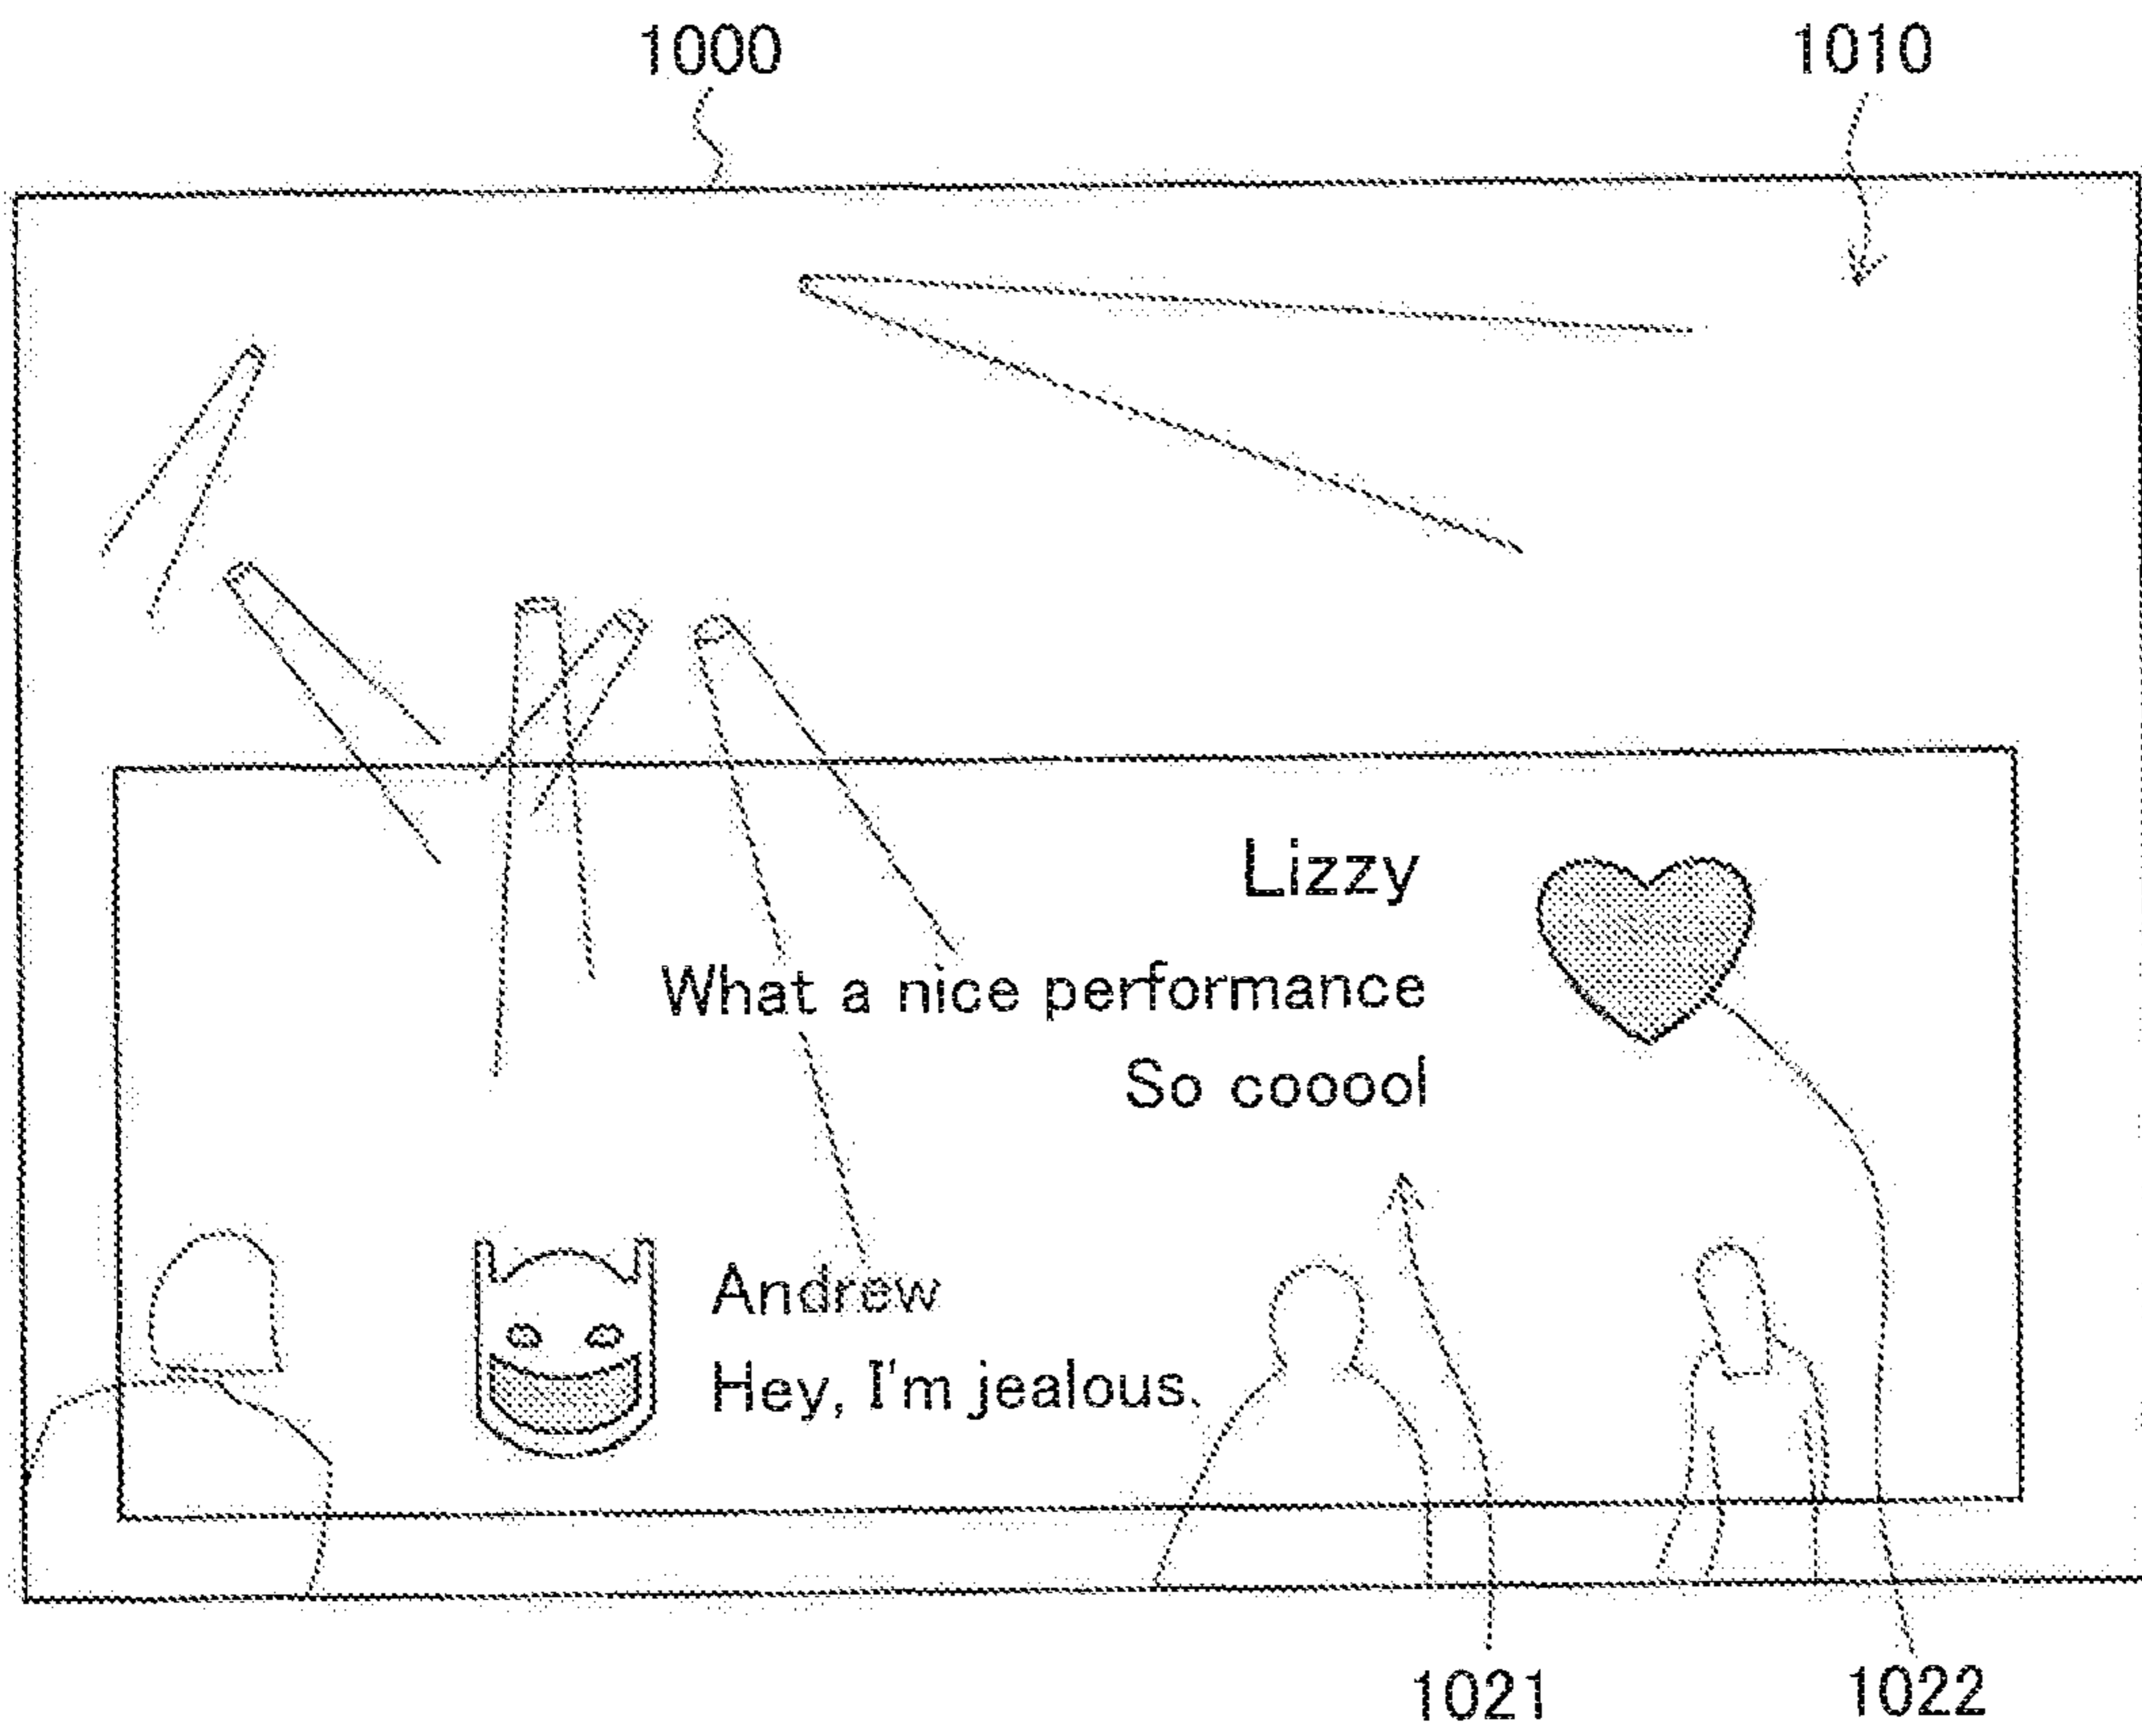 1000
1010
Lizzy
What a nice performance
So cooool
Andrew
Hey, I'm jealous.
1021
1022